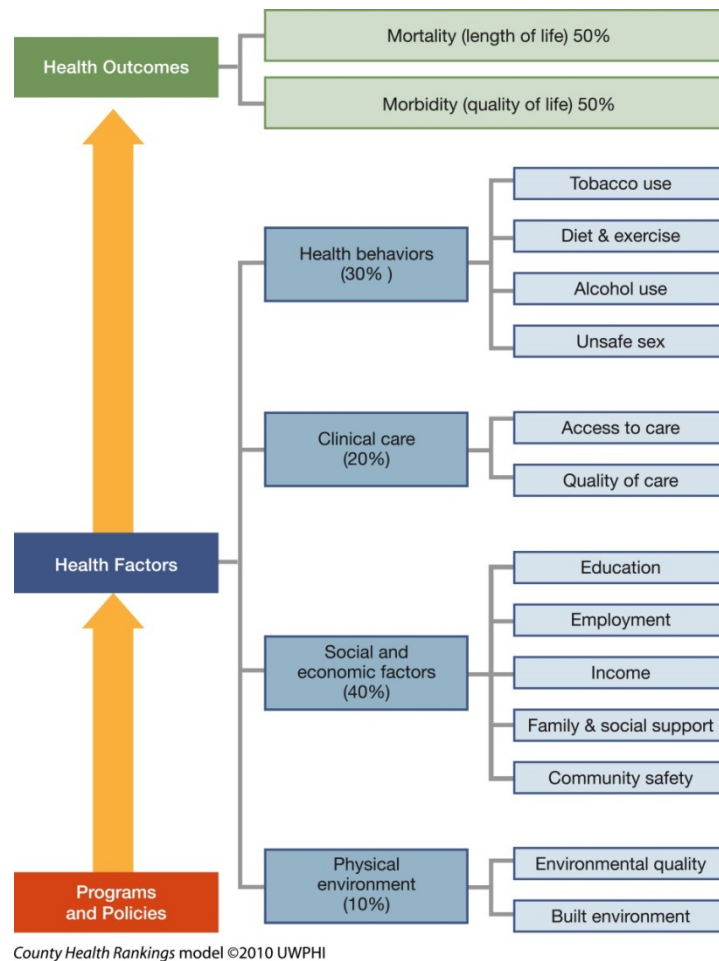 Health Outcomes
Mortality (length of life) 50%
Morbidity (quality of life) 50%
Health Factors
Health behaviors
(30% )
Tobacco use
Diet & exercise
Alcohol use
Unsafe sex
Clinical care
(20%)
Access to care
Quality of care
Social and
economic factors
(40%)
Education
Employment
Income
Family & social support
Community safety
Physical
environment
(10%)
Environmental quality
Built environment
Programs
and Policies
County Health Rankings model ©2010 UWPHI